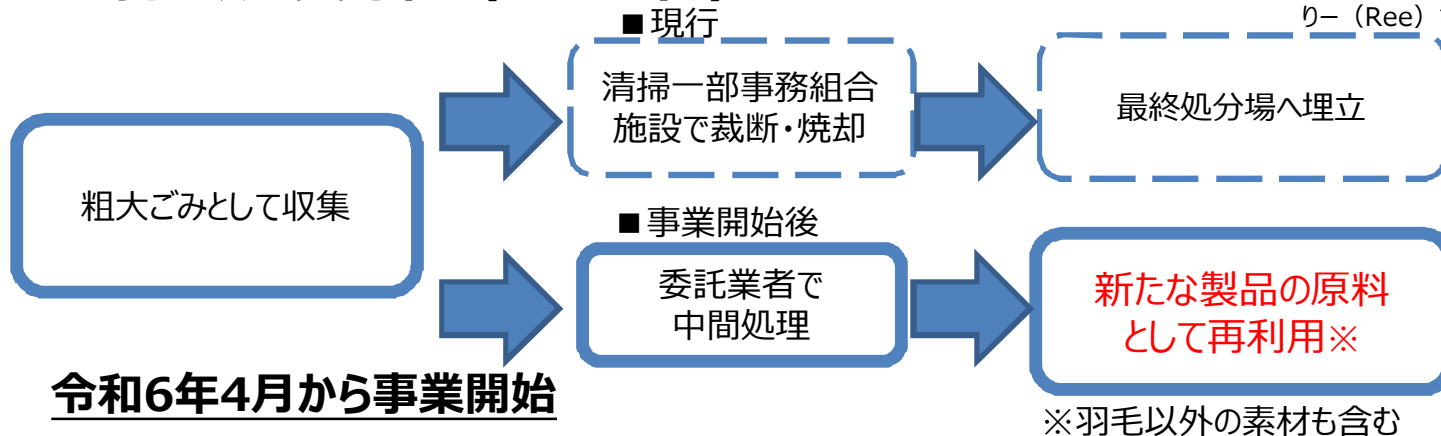 りー（Ree）
■現行
清掃一部事務組合
施設で裁断・焼却
最終処分場へ埋立
粗大ごみとして収集
■事業開始後
委託業者で
中間処理
新たな製品の原料
として再利用※
令和6年4月から事業開始
※羽毛以外の素材も含む